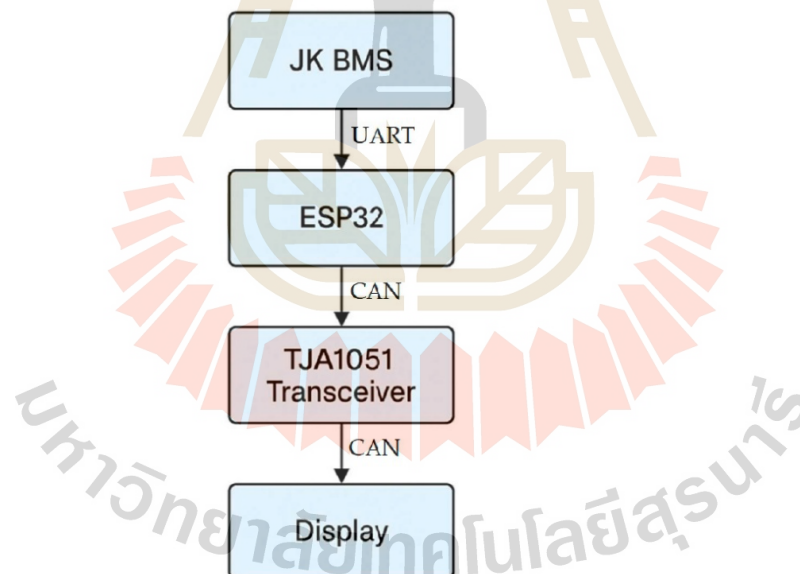 JK BMS
UART
ESP32
CAN
TJA1051
Transceiver
CAN
Display
มหาวิทยาลัยเทคโนโลยีสุรนารี